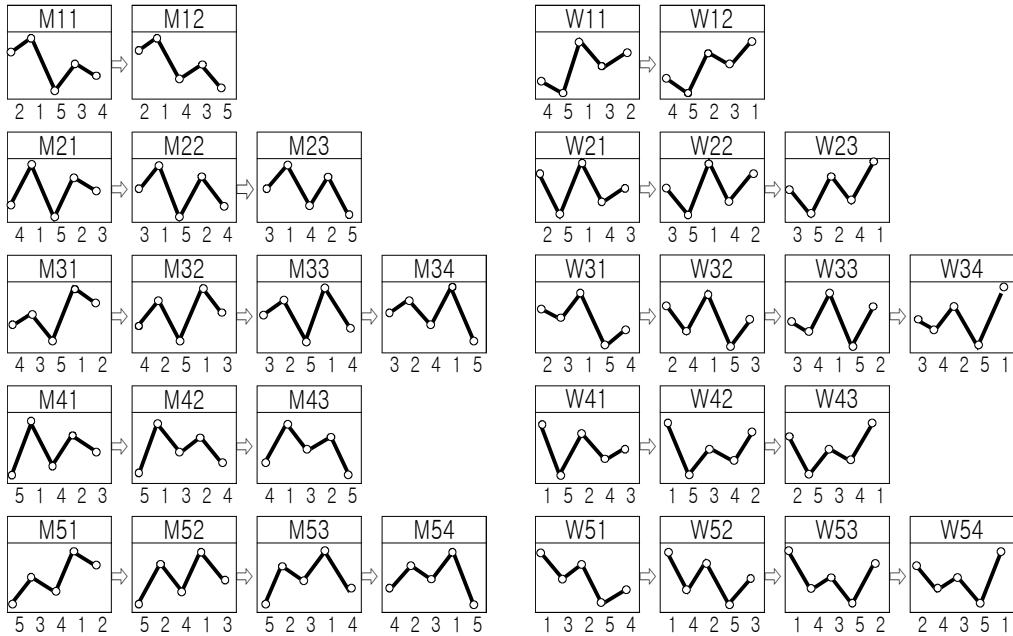 M11 M12 W11 W12
2 1 5 3 4 2 1 4 3 5 4 5 1 3 2 4 5 2 3 1
M21 M22 M23 W21 W22 W23
4 1 5 2 3 3 1 5 2 4 3 1 4 2 5 2 5 1 4 3 3 5 1 4 2 3 5 2 4 1
M31 M32 M33 M34 W31 W32 W33 W34
4 3 5 1 2 4 2 5 1 3 3 2 5 1 4 3 2 4 1 5 2 3 1 5 4 2 4 1 5 3 3 4 1 5 2 3 4 2 5 1
M41 M42 M43 W41 W42 W43
5 1 4 2 3 5 1 3 2 4 4 1 3 2 5 1 5 2 4 3 1 5 3 4 2 2 5 3 4 1
M51 M52 M53 M54 W51 W52 W53 W54
5 3 4 1 2 5 2 4 1 3 5 2 3 1 4 4 2 3 1 5 1 3 2 5 4 1 4 2 5 3 1 4 3 5 2 2 4 3 5 1